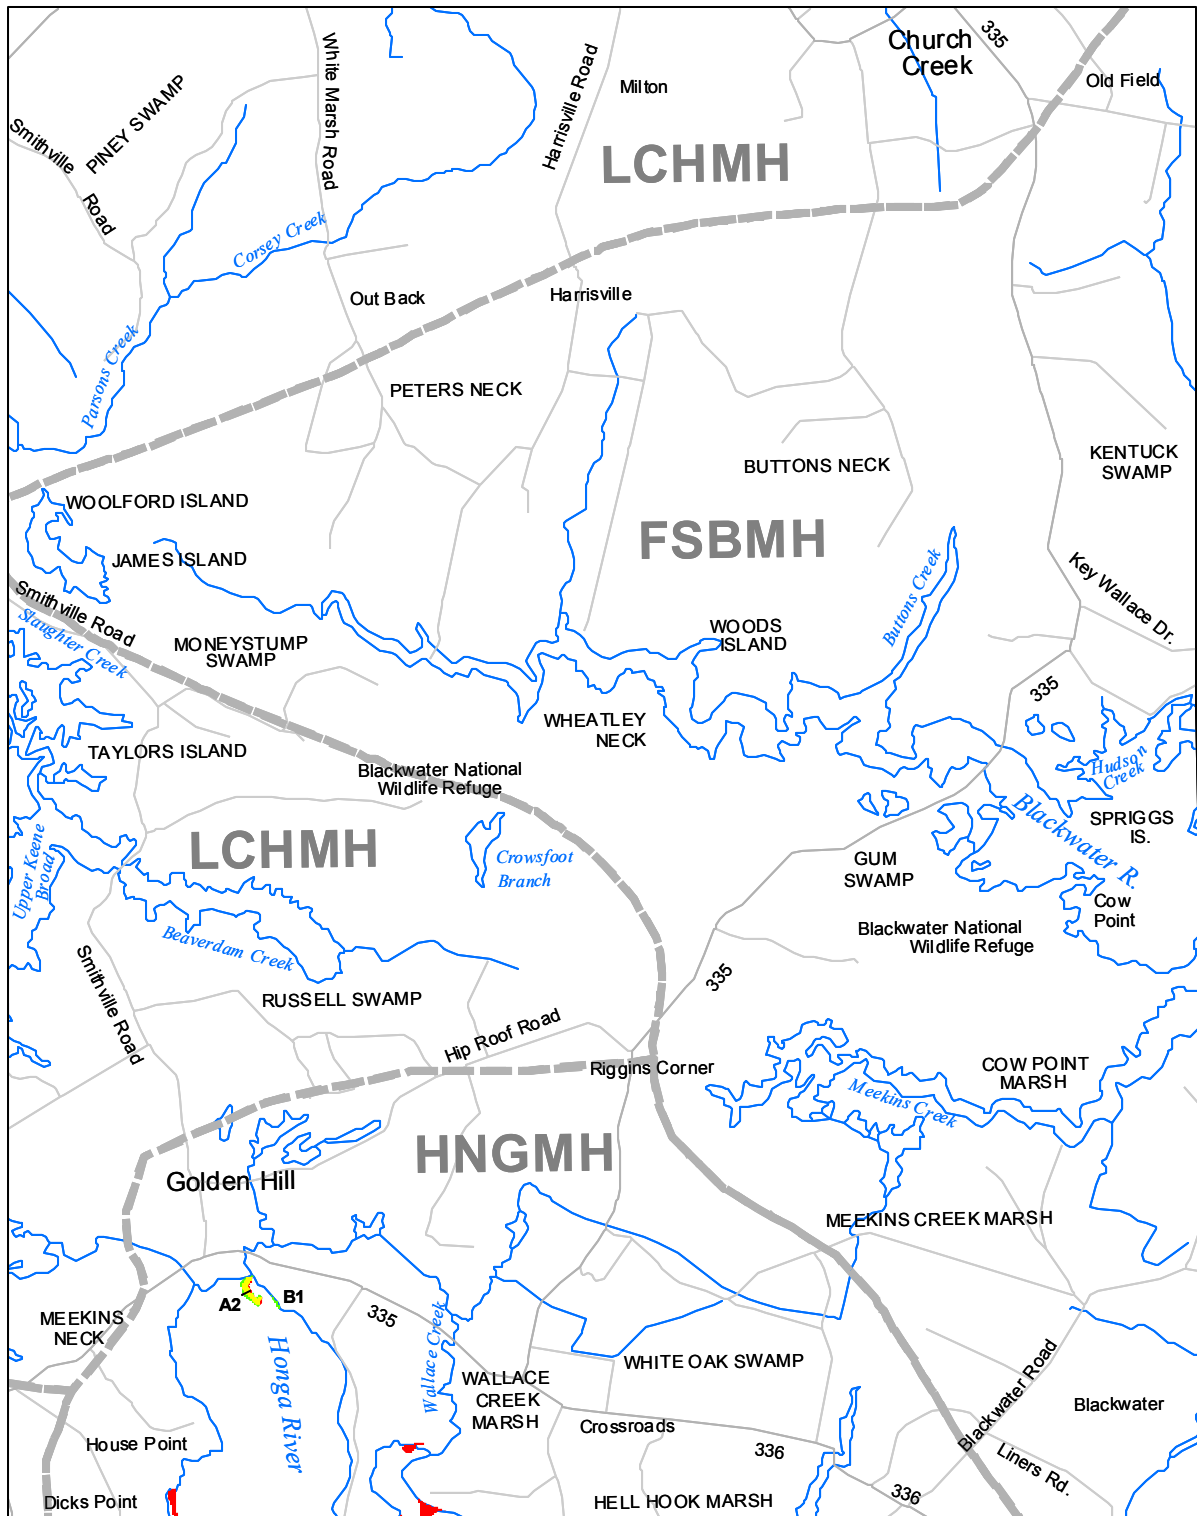 Church
Creek
335
Old Field
White Marsh Road
Harrisville Road
Milton
PINEY SWAMP
Smithville
Road
LCHMH
Corsey Creek
Out Back
Harrisville
Parsons Creek
PETERS NECK
BUTTONS NECK
KENTUCK
SWAMP
WOOLFORD ISLAND
FSBMH
JAMES ISLAND
Key Wallace Dr.
Smithville Road
Slaughter Creek
Buttons Creek
MONEYSTUMP
SWAMP
WOODS
ISLAND
335
WHEATLEY
NECK
TAYLORS ISLAND
Blackwater National
Wildlife Refuge
Hudson
Creek
Blackwater R.
SPRIGGS
IS.
LCHMH
Upper Keene
Broad
Crowsfoot
Branch
GUM
SWAMP
Cow
Point
Blackwater National
Wildlife Refuge
Beaverdam Creek
335
Smithville Road
RUSSELL SWAMP
Hip Roof Road
Riggins Corner
COW POINT
MARSH
Meekins Creek
HNGMH
Golden Hill
MEEKINS CREEK MARSH
A2
B1
335
MEEKINS
NECK
Honga River
Wallace Creek
WHITE OAK SWAMP
WALLACE
CREEK
MARSH
Blackwater Road
Blackwater
Crossroads
House Point
336
Liners Rd.
336
Dicks Point
HELL HOOK MARSH